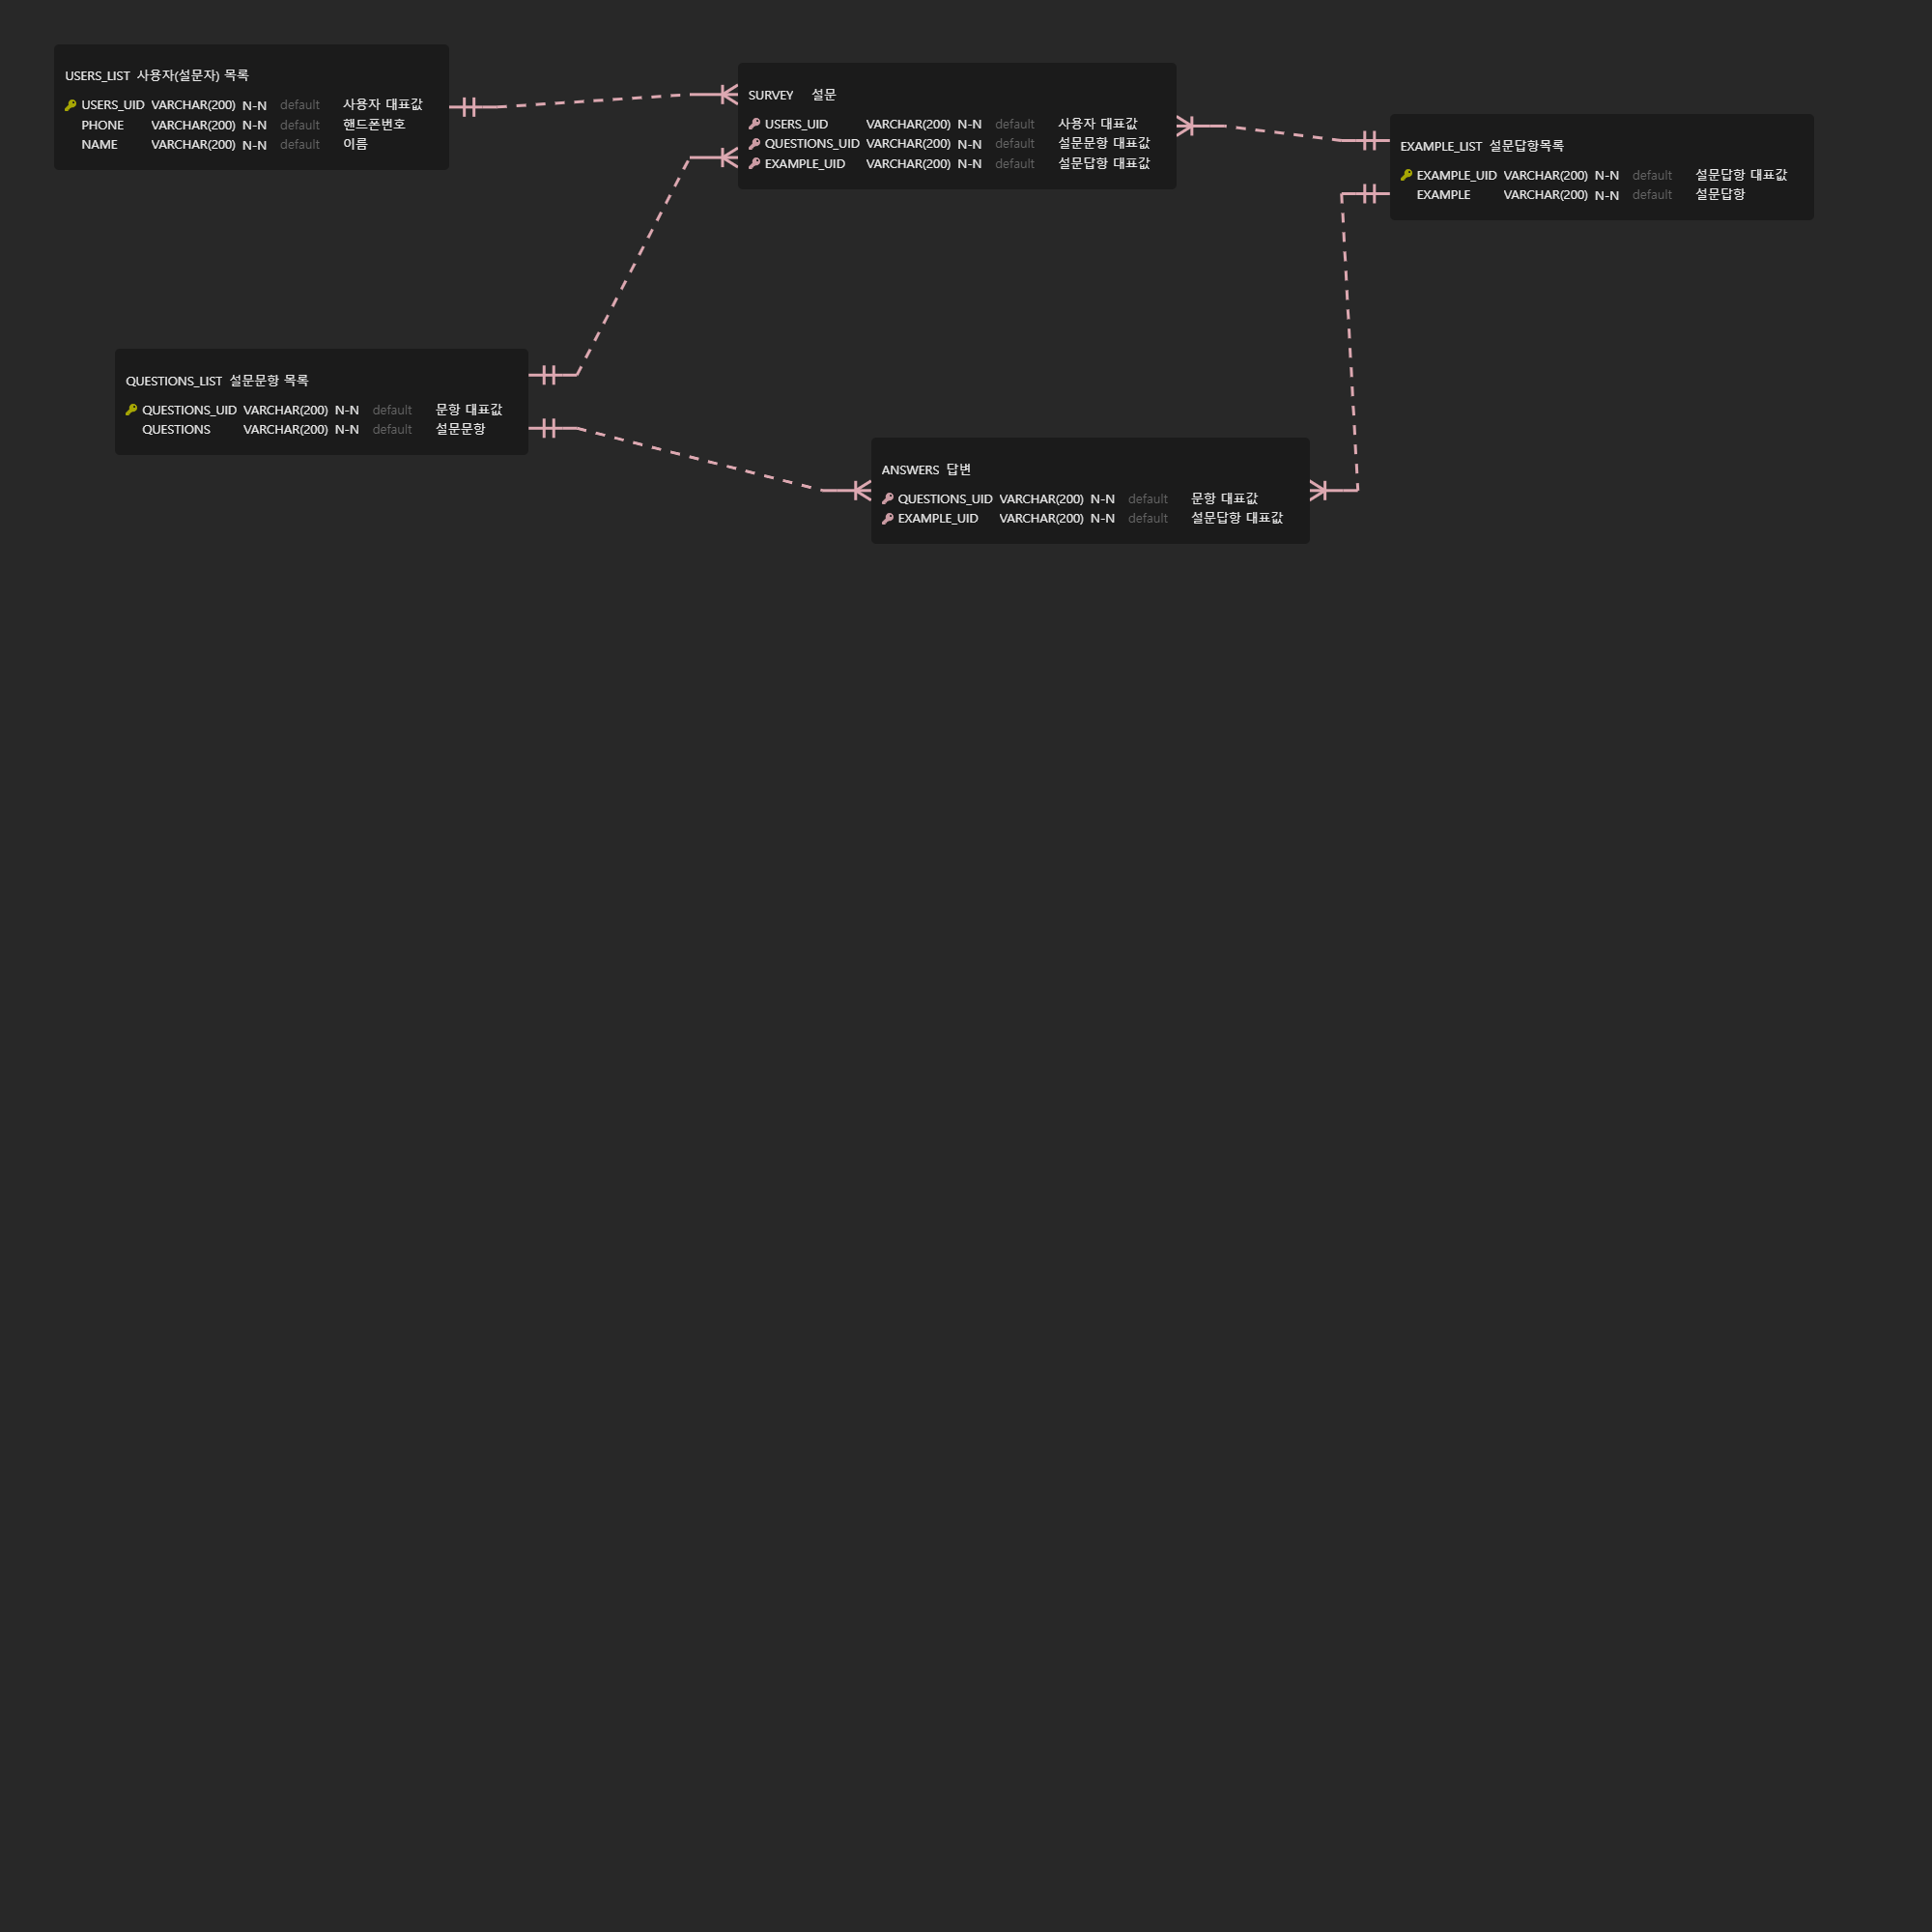 USERS_LIST 사용자(설문자) 목록
USERS_UID VARCHAR(200) N-N default 사용자 대표값
PHONE VARCHAR(200) N-N default 핸드폰번호
NAME VARCHAR(200) N-N default 이름
SURVEY 설문
USERS_UID VARCHAR(200) N-N default 사용자 대표값
QUESTIONS_UID VARCHAR(200) N-N default 설문문항 대표값
EXAMPLE_UID VARCHAR(200) N-N default 설문답항 대표값
EXAMPLE_LIST 설문답항목록
EXAMPLE_UID VARCHAR(200) N-N default 설문답항 대표값
EXAMPLE VARCHAR(200) N-N default 설문답항
QUESTIONS_LIST 설문문항 목록
QUESTIONS_UID VARCHAR(200) N-N default 문항 대표값
QUESTIONS VARCHAR(200) N-N default 설문문항
ANSWERS 답변
QUESTIONS_UID VARCHAR(200) N-N default 문항 대표값
EXAMPLE_UID VARCHAR(200) N-N default 설문답항 대표값